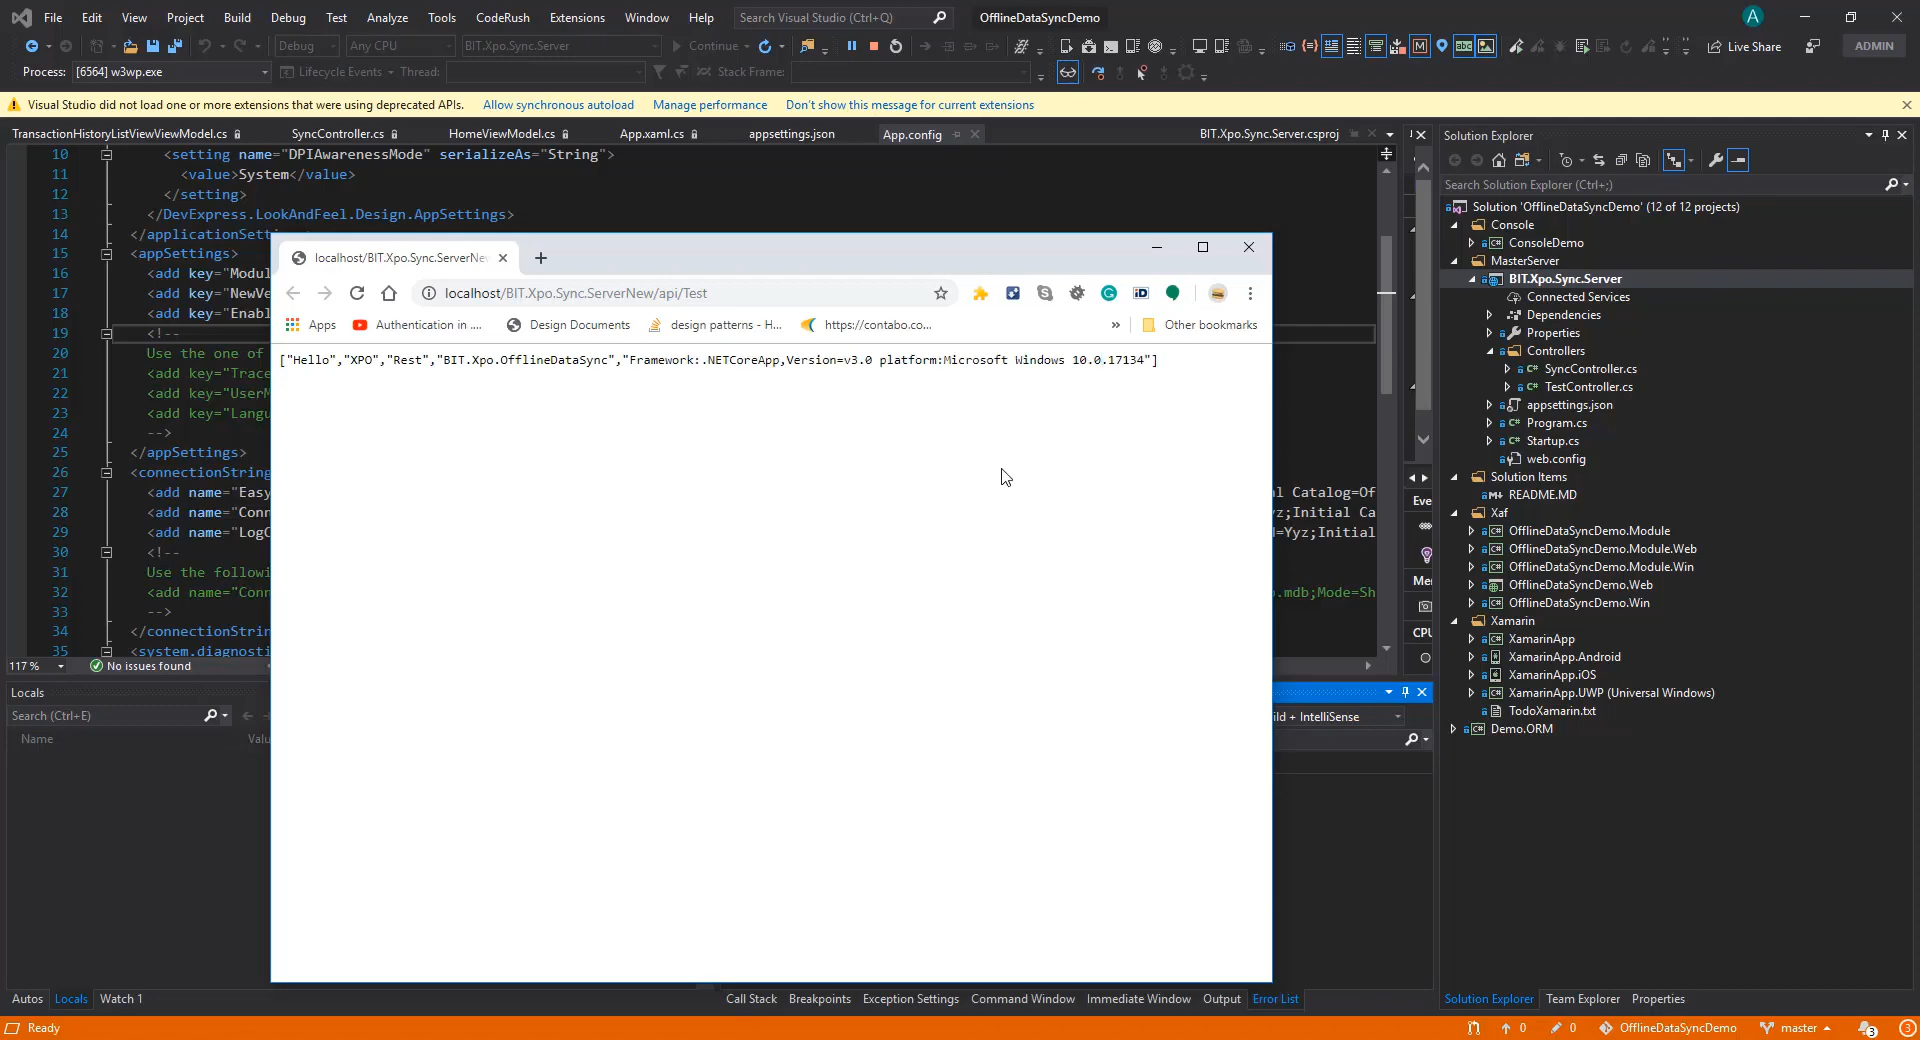 File Edit View Project Build Debug Test Analyze Tools CodeRush Extensions Window Help Search Visual Studio (Ctrl+Q) OfflineDataSyncDemo A
Debug Any CPU BIT.Xpo.Sync.Server Continue Live Share ADMIN
Process: [6564] w3wp.exe Lifecycle Events Thread: Stack Frame:
Visual Studio did not load one or more extensions that were using deprecated APIs. Allow synchronous autoload Manage performance Don't show this message for current extensions
TransactionHistoryListViewViewModel.cs SyncController.cs HomeViewModel.cs App.xaml.cs appsettings.json App.config BIT.Xpo.Sync.Server.csproj
10 <setting name="DPIAwarenessMode" serializeAs="String">
11 <value>System</value>
12 </setting>
13 </DevExpress.LookAndFeel.Design.AppSettings>
14 </applicationSett
15 <appSettings>
16 <add key="Modul
17 <add key="NewVe
18 <add key="Enabl
19 <!--
20 Use the one of
21 <add key="Trace
22 <add key="UserM
23 <add key="Langu
24 -->
25 </appSettings>
26 <connectionString
27 <add name="Easy l Catalog=Of
28 <add name="Conn z;Initial Ca
29 <add name="LogC =Yyz;Initial
30 <!--
31 Use the followi
32 <add name="Conn .mdb;Mode=Sh
33 -->
34 </connectionStrin
35 <system.diagnosti
117 % No issues found
localhost/BIT.Xpo.Sync.ServerNew
localhost/BIT.Xpo.Sync.ServerNew/api/Test
Apps Authentication in .... Design Documents design patterns - H... https://contabo.co... » Other bookmarks
["Hello","XPO","Rest","BIT.Xpo.OfflineDataSync","Framework:.NETCoreApp,Version=v3.0 platform:Microsoft Windows 10.0.17134"]
Eve
Me
CPU
Locals
Search (Ctrl+E)
Name Valu
ild + IntelliSense
Solution Explorer
Search Solution Explorer (Ctrl+;)
Solution 'OfflineDataSyncDemo' (12 of 12 projects)
Console
ConsoleDemo
MasterServer
BIT.Xpo.Sync.Server
Connected Services
Dependencies
Properties
Controllers
SyncController.cs
TestController.cs
appsettings.json
Program.cs
Startup.cs
web.config
Solution Items
README.MD
Xaf
OfflineDataSyncDemo.Module
OfflineDataSyncDemo.Module.Web
OfflineDataSyncDemo.Module.Win
OfflineDataSyncDemo.Web
OfflineDataSyncDemo.Win
Xamarin
XamarinApp
XamarinApp.Android
XamarinApp.iOS
XamarinApp.UWP (Universal Windows)
TodoXamarin.txt
Demo.ORM
Autos Locals Watch 1 Call Stack Breakpoints Exception Settings Command Window Immediate Window Output Error List Solution Explorer Team Explorer Properties
Ready 0 0 OfflineDataSyncDemo master 3 3